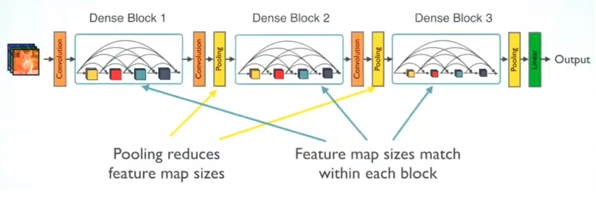 Dense Block 1
Dense Block 2
Dense Block 3
Convolution
Convolution
Pooling
Convolution
Pooling
Pooling
Linear
Output
Pooling reduces
feature map sizes
Feature map sizes match
within each block